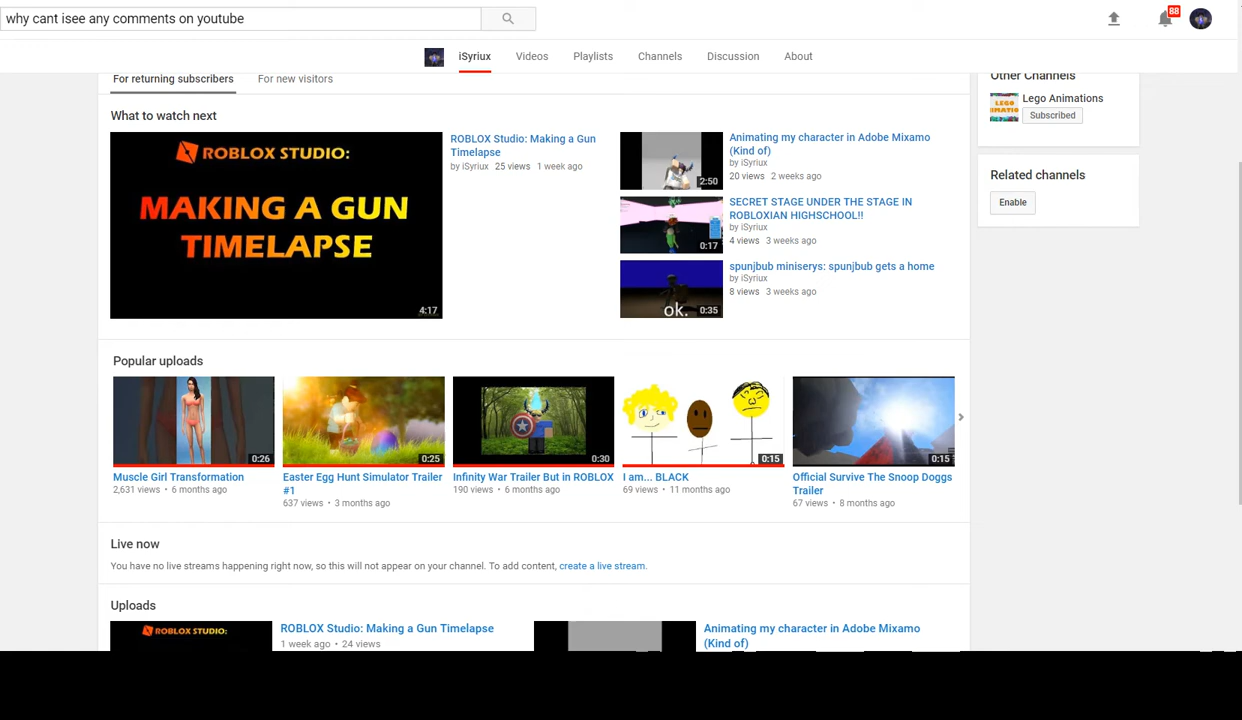 why cant isee any comments on youtube
88
iSyriux Videos Playlists Channels Discussion About
For returning subscribers For new visitors
What to watch next
ROBLOX STUDIO:
MAKING A GUN
TIMELAPSE
4:17
ROBLOX Studio: Making a Gun
Timelapse
by iSyriux 25 views 1 week ago
2:50
Animating my character in Adobe Mixamo
(Kind of)
by iSyriux
20 views 2 weeks ago
0:17
SECRET STAGE UNDER THE STAGE IN
ROBLOXIAN HIGHSCHOOL!!
by iSyriux
4 views 3 weeks ago
ok.
0:35
spunjbub miniserys: spunjbub gets a home
by iSyriux
8 views 3 weeks ago
Other Channels
LEGO
Lego Animations
Subscribed
Related channels
Enable
Popular uploads
0:26
Muscle Girl Transformation
2,631 views • 6 months ago
0:25
Easter Egg Hunt Simulator Trailer
#1
637 views • 3 months ago
0:30
Infinity War Trailer But in ROBLOX
190 views • 6 months ago
0:15
I am... BLACK
69 views • 11 months ago
0:15
Official Survive The Snoop Doggs
Trailer
67 views • 8 months ago
Live now
You have no live streams happening right now, so this will not appear on your channel. To add content, create a live stream.
Uploads
ROBLOX STUDIO:
ROBLOX Studio: Making a Gun Timelapse
1 week ago • 24 views
Animating my character in Adobe Mixamo
(Kind of)